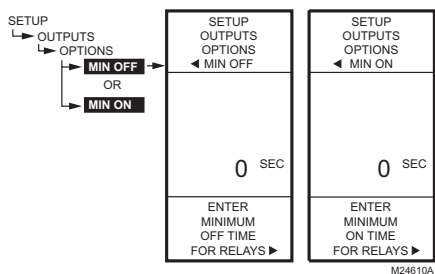 SETUP
OUTPUTS
OPTIONS
MIN OFF
OR
MIN ON
SETUP
OUTPUTS
OPTIONS
◄ MIN OFF
0 SEC
ENTER
MINIMUM
OFF TIME
FOR RELAYS ►
SETUP
OUTPUTS
OPTIONS
◄ MIN ON
0 SEC
ENTER
MINIMUM
ON TIME
FOR RELAYS ►
M24610A